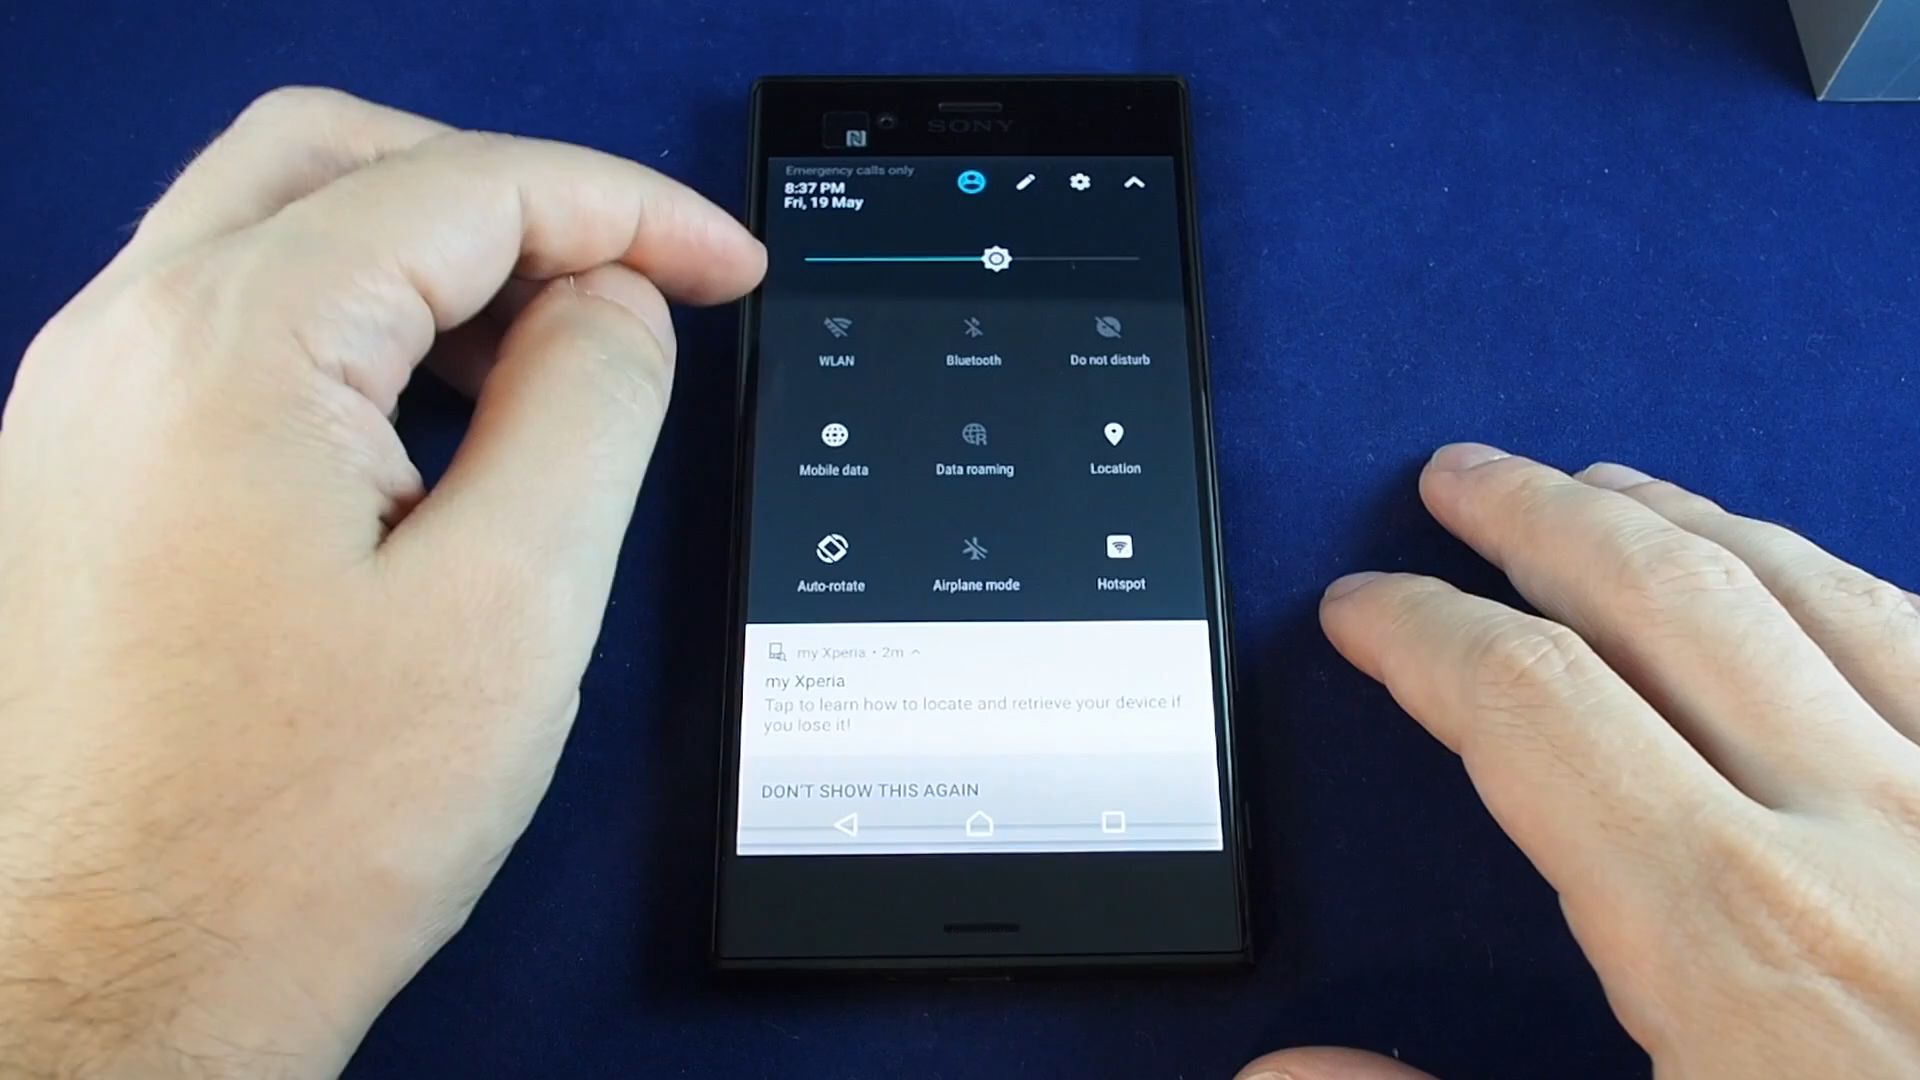 SONY
Emergency calls only
8:37 PM
Fri, 19 May
WLAN
Bluetooth
Do not disturb
Mobile data
Data roaming
Location
Auto-rotate
Airplane mode
Hotspot
my Xperia • 2m
my Xperia
Tap to learn how to locate and retrieve your device if
you lose it!
DON'T SHOW THIS AGAIN